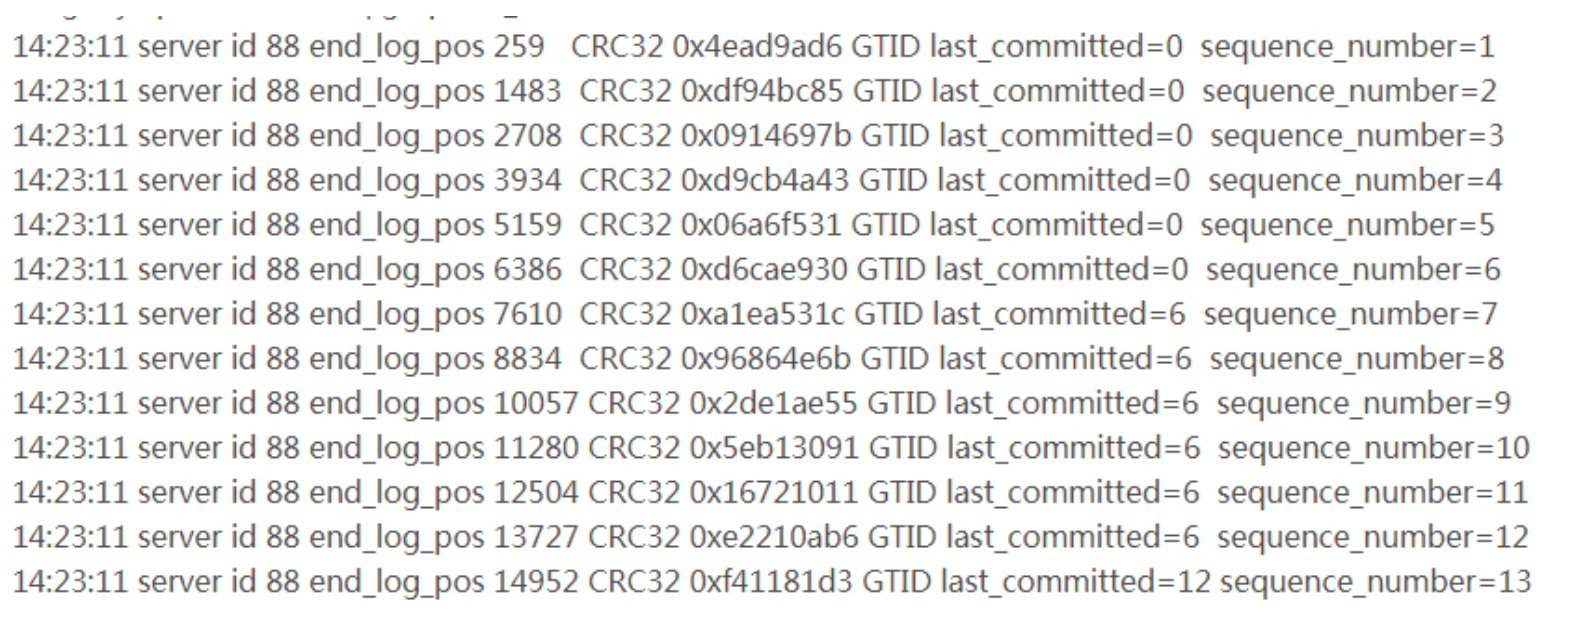 14:23:11 server id 88 end_log_pos 259 CRC32 0x4ead9ad6 GTID last_committed=0 sequence_number=1
14:23:11 server id 88 end_log_pos 1483 CRC32 0xdf94bc85 GTID last_committed=0 sequence_number=2
14:23:11 server id 88 end_log_pos 2708 CRC32 0x0914697b GTID last_committed=0 sequence_number=3
14:23:11 server id 88 end_log_pos 3934 CRC32 0xd9cb4a43 GTID last_committed=0 sequence_number=4
14:23:11 server id 88 end_log_pos 5159 CRC32 0x06a6f531 GTID last_committed=0 sequence_number=5
14:23:11 server id 88 end_log_pos 6386 CRC32 0xd6cae930 GTID last_committed=0 sequence_number=6
14:23:11 server id 88 end_log_pos 7610 CRC32 0xa1ea531c GTID last_committed=6 sequence_number=7
14:23:11 server id 88 end_log_pos 8834 CRC32 0x96864e6b GTID last_committed=6 sequence_number=8
14:23:11 server id 88 end_log_pos 10057 CRC32 0x2de1ae55 GTID last_committed=6 sequence_number=9
14:23:11 server id 88 end_log_pos 11280 CRC32 0x5eb13091 GTID last_committed=6 sequence_number=10
14:23:11 server id 88 end_log_pos 12504 CRC32 0x16721011 GTID last_committed=6 sequence_number=11
14:23:11 server id 88 end_log_pos 13727 CRC32 0xe2210ab6 GTID last_committed=6 sequence_number=12
14:23:11 server id 88 end_log_pos 14952 CRC32 0xf41181d3 GTID last_committed=12 sequence_number=13